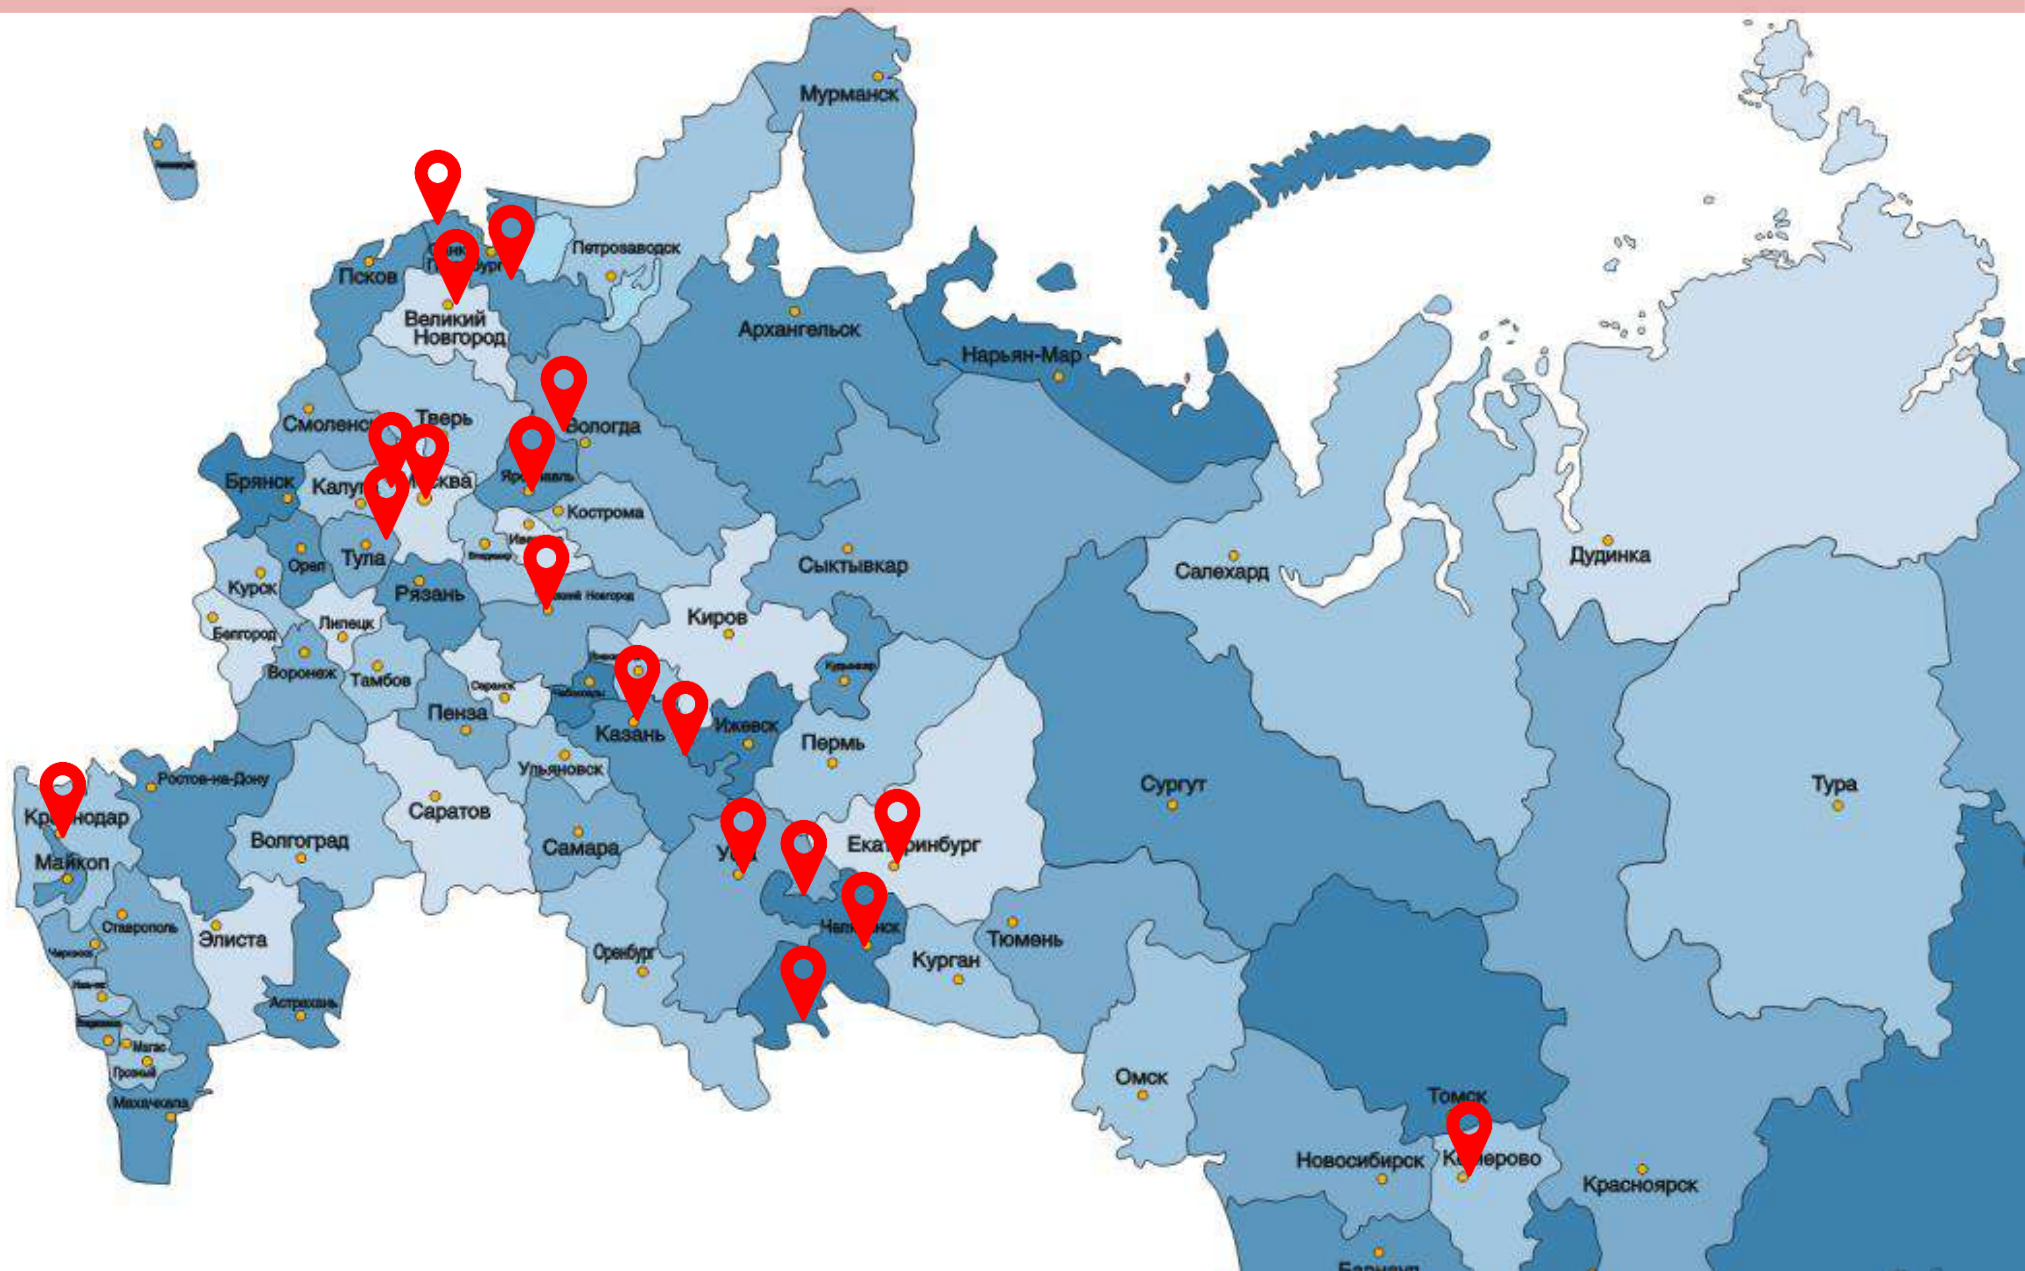 Мурманск
Петрозаводск
Псков
Великий
Новгород
Архангельск
Нарьян-Мар
Тверь
Вологда
Брянск
Кострома
Дудинка
Тула
Орел
Сыктывкар
Салехард
Курск
Рязань
Киров
Липецк
Белгород
Воронеж
Тамбов
Саранск
Пенза
Казань
Ижевск
Пермь
Ульяновск
Ростов-на-Дону
Сургут
Тура
Саратов
Волгоград
Самара
Майкоп
Ставрополь
Элиста
Оренбург
Тюмень
Курган
Астрахань
Магас
Грозный
Махачкала
Омск
Томск
Новосибирск
Красноярск